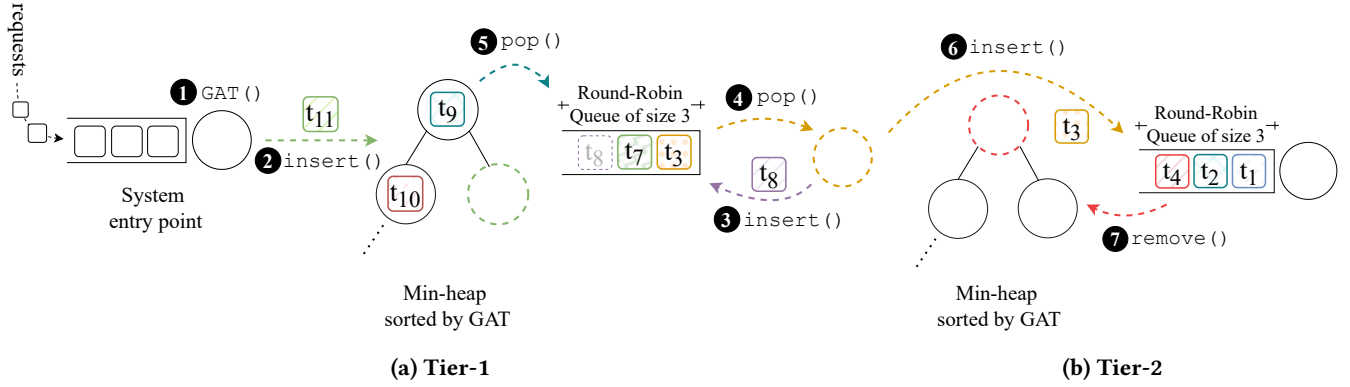 requests
1 GAT()
t11
2 insert()
System
entry point
t9
t10
Min-heap
sorted by GAT
5 pop()
Round-Robin
Queue of size 3
t8 t7 t3
4 pop()
t8
3 insert()
(a) Tier-1
6 insert()
t3
Min-heap
sorted by GAT
Round-Robin
Queue of size 3
t4 t2 t1
7 remove()
(b) Tier-2